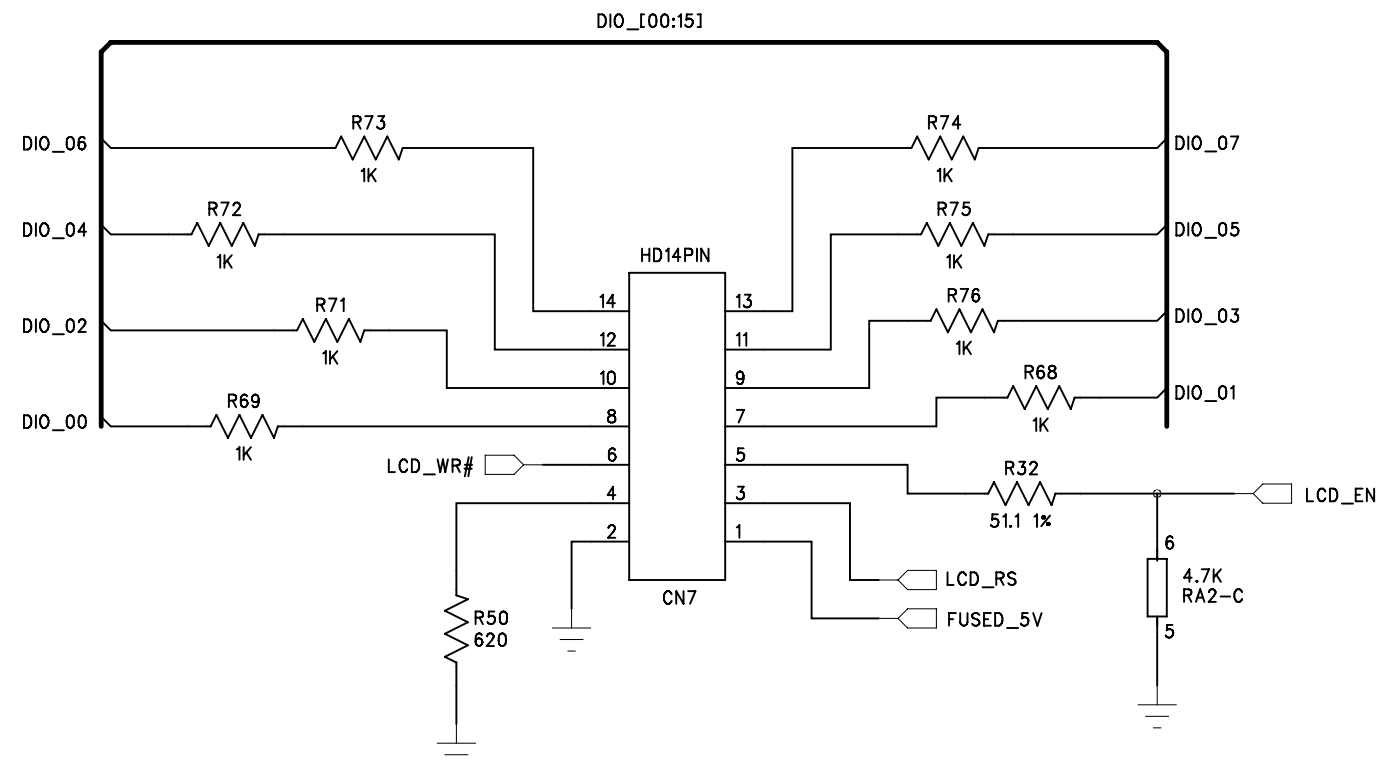 DIO_[00:15]
R73
R74
DIO_06
DIO_07
1K
1K
R72
R75
DIO_04
DIO_05
1K
1K
HD14PIN
R71
R76
14
13
DIO_02
DIO_03
12
11
1K
1K
10
9
R69
R68
DIO_00
8
7
DIO_01
1K
1K
LCD_WR#
6
5
R32
4
3
LCD_EN
51.1 1%
2
1
6
LCD_RS
4.7K
RA2-C
CN7
R50
FUSED_5V
620
5